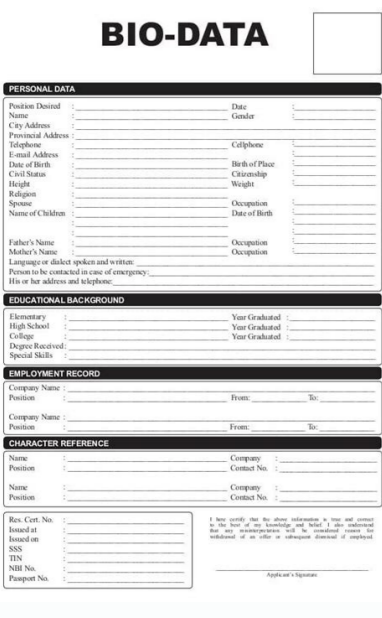 BIO-DATA
PERSONAL DATA
Position Desired : Date :
Name : Gender :
City Address :
Provincial Address :
Telephone : Cellphone :
E-mail Address :
Date of Birth : Birth of Place :
Civil Status : Citizenship :
Height : Weight :
Religion :
Spouse : Occupation :
Name of Children : Date of Birth :
Father's Name : Occupation :
Mother's Name : Occupation :
Language or dialect spoken and written:
Person to be contacted in case of emergency:
His or her address and telephone:
EDUCATIONAL BACKGROUND
Elementary : Year Graduated :
High School : Year Graduated :
College : Year Graduated :
Degree Received:
Special Skills :
EMPLOYMENT RECORD
Company Name :
Position : From: To:
Company Name :
Position : From: To:
CHARACTER REFERENCE
Name : Company :
Position : Contact No. :
Name : Company :
Position : Contact No. :
Res. Cert. No. :
Issued at :
Issued on :
SSS :
TIN :
NBI No. :
Passport No. :
I here certify that the above information is true and correct
to the best of my knowledge and belief. I also understand
that any misinterpretation will be considered reason for
withdrawal of an offer or subsequent dismissal if employed.
Applicant's Signature